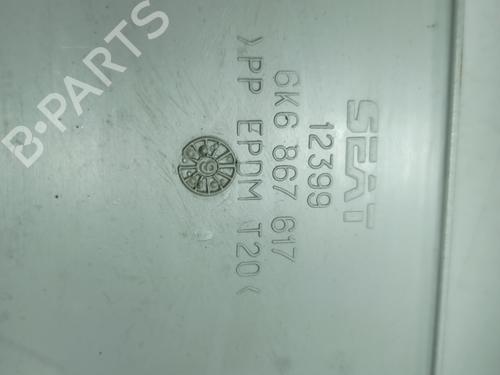 SEAT
12399
6K6 867 617
>PP EPDM T20<
B-PARTS